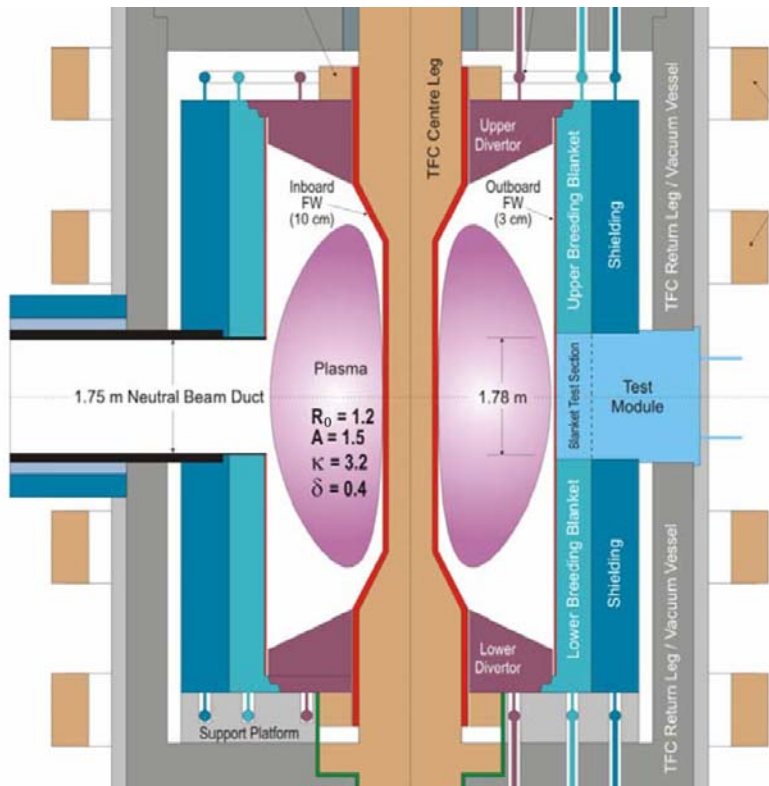 TFC Centre Leg
Upper
Divertor
Inboard
FW
(10 cm)
Outboard
FW
(3 cm)
Upper Breeding Blanket
Shielding
TFC Return Leg / Vacuum Vessel
1.75 m Neutral Beam Duct
Plasma
R₀ = 1.2
A = 1.5
κ = 3.2
δ = 0.4
1.78 m
Blanket Test Section
Test
Module
Lower Breeding Blanket
Shielding
TFC Return Leg / Vacuum Vessel
Lower
Divertor
Support Platform